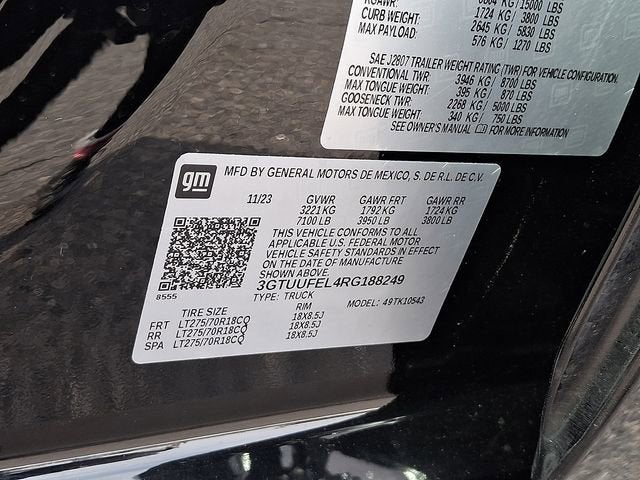 KG/15000 LBS
CURB WEIGHT: 1724 KG/ 3800 LBS
MAX PAYLOAD: 2645 KG/ 5830 LBS
576 KG/ 1270 LBS
SAE J2807 TRAILER WEIGHT RATING (TWR) FOR VEHICLE CONFIGURATION
CONVENTIONAL TWR: 3946 KG/ 8700 LBS
MAX TONGUE WEIGHT: 395 KG/ 870 LBS
GOOSENECK TWR: 2268 KG/ 5000 LBS
MAX TONGUE WEIGHT: 340 KG/ 750 LBS
SEE OWNER'S MANUAL FOR MORE INFORMATION
gm
MFD BY GENERAL MOTORS DE MEXICO, S. DE R.L. DE C.V.
11/23 GVWR GAWR FRT GAWR RR
3221 KG 1792 KG 1724 KG
7100 LB 3950 LB 3800 LB
THIS VEHICLE CONFORMS TO ALL
APPLICABLE U.S. FEDERAL MOTOR
VEHICLE SAFETY STANDARDS IN EFFECT
ON THE DATE OF MANUFACTURE
SHOWN ABOVE.
8555 3GTUUFEL4RG188249
TYPE: TRUCK MODEL: 49TK10543
TIRE SIZE RIM
FRT LT275/70R18CQ 18X8.5J
RR LT275/70R18CQ 18X8.5J
SPA LT275/70R18CQ 18X8.5J